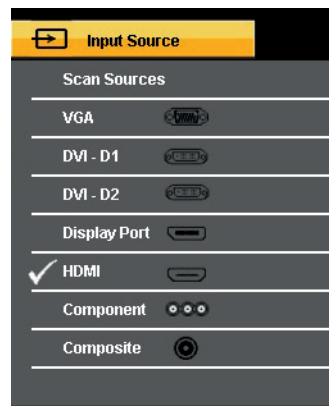 Input Source
Scan Sources
VGA
DVI - D1
DVI - D2
Display Port
HDMI
Component
Composite